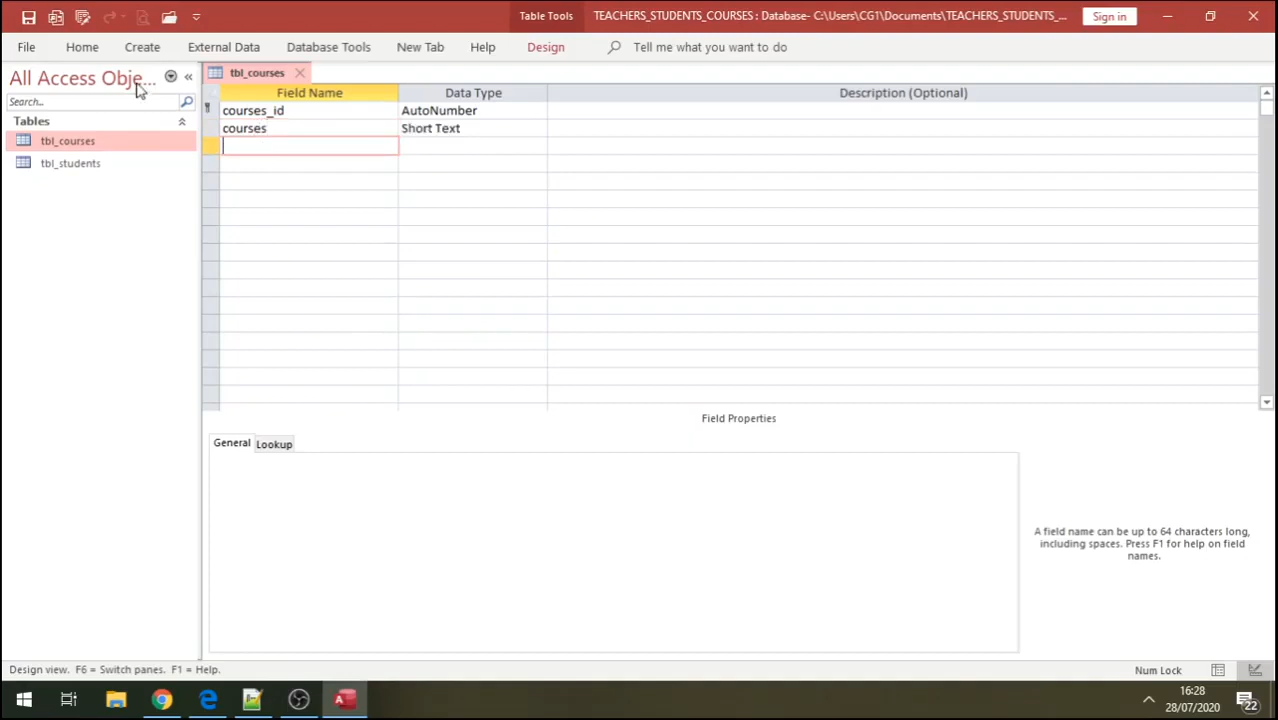 Table Tools
TEACHERS_STUDENTS_COURSES : Database- C:\Users\CG1\Documents\TEACHERS_STUDENTS_...
Sign in
File
Home
Create
External Data
Database Tools
New Tab
Help
Design
Tell me what you want to do
All Access Obje...
Search...
Tables
tbl_courses
tbl_students
tbl_courses
Field Name
Data Type
Description (Optional)
courses_id
AutoNumber
courses
Short Text
Field Properties
General
Lookup
A field name can be up to 64 characters long,
including spaces. Press F1 for help on field
names.
Design view. F6 = Switch panes. F1 = Help.
Num Lock
16:28
28/07/2020
22